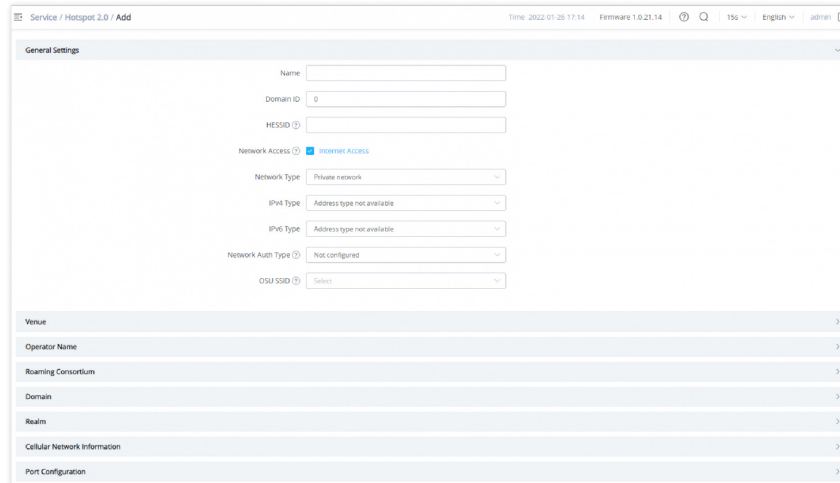 Service / Hotspot 2.0 / Add Time 2022-01-26 17:14 Firmware 1.0.21.14 15s English admin
General Settings
Name
Domain ID 0
HESSID
Network Access Internet Access
Network Type Private network
IPv4 Type Address type not available
IPv6 Type Address type not available
Network Auth Type Not configured
OSU SSID Select
Venue
Operator Name
Roaming Consortium
Domain
Realm
Cellular Network Information
Port Configuration